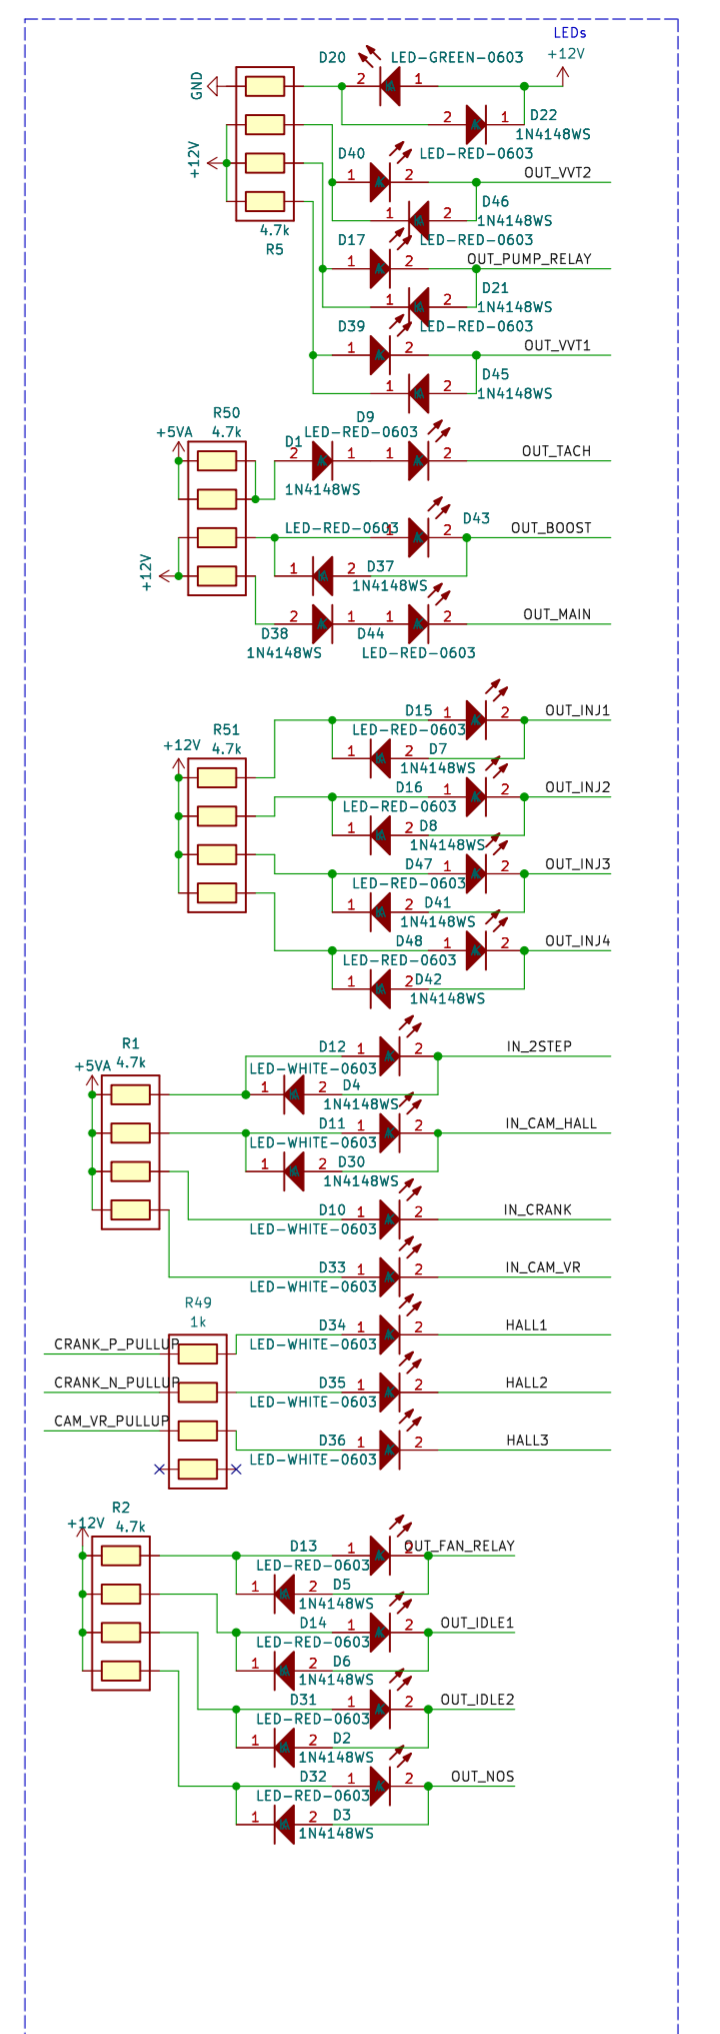 LEDs
+12V
D20
LED-GREEN-0603
GND
2
1
2
1
D22
1N4148WS
D40
LED-RED-0603
+12V
1
2
OUT_VVT2
1
2
D46
1N4148WS
4.7k
R5
D17
LED-RED-0603
1
2
OUT_PUMP_RELAY
1
2
D21
1N4148WS
D39
LED-RED-0603
1
2
OUT_VVT1
1
2
D45
1N4148WS
R50
4.7k
+5VA
D9
LED-RED-0603
D1
2
1
1
2
OUT_TACH
1N4148WS
LED-RED-0603
1
2
D43
OUT_BOOST
+12V
1
2
D37
1N4148WS
2
1
1
2
OUT_MAIN
D38
D44
1N4148WS
LED-RED-0603
D15
1
2
OUT_INJ1
LED-RED-0603
R51
4.7k
+12V
1
2
D7
1N4148WS
D16
1
2
OUT_INJ2
LED-RED-0603
1
2
D8
1N4148WS
D47
1
2
OUT_INJ3
LED-RED-0603
1
2
D41
1N4148WS
D48
1
2
OUT_INJ4
LED-RED-0603
1
2
D42
1N4148WS
R1
4.7k
+5VA
D12
1
2
IN_2STEP
LED-WHITE-0603
1
2
D4
1N4148WS
D11
1
2
IN_CAM_HALL
LED-WHITE-0603
1
2
D30
1N4148WS
D10
1
2
IN_CRANK
LED-WHITE-0603
D33
1
2
IN_CAM_VR
LED-WHITE-0603
R49
1k
D34
1
2
HALL1
LED-WHITE-0603
CRANK_P_PULLUP
D35
1
2
HALL2
LED-WHITE-0603
CRANK_N_PULLUP
CAM_VR_PULLUP
D36
1
2
HALL3
LED-WHITE-0603
R2
4.7k
+12V
D13
1
2
OUT_FAN_RELAY
LED-RED-0603
1
2
D5
1N4148WS
D14
1
2
OUT_IDLE1
LED-RED-0603
1
2
D6
1N4148WS
D31
1
2
OUT_IDLE2
LED-RED-0603
1
2
D2
1N4148WS
D32
1
2
OUT_NOS
LED-RED-0603
1
2
D3
1N4148WS